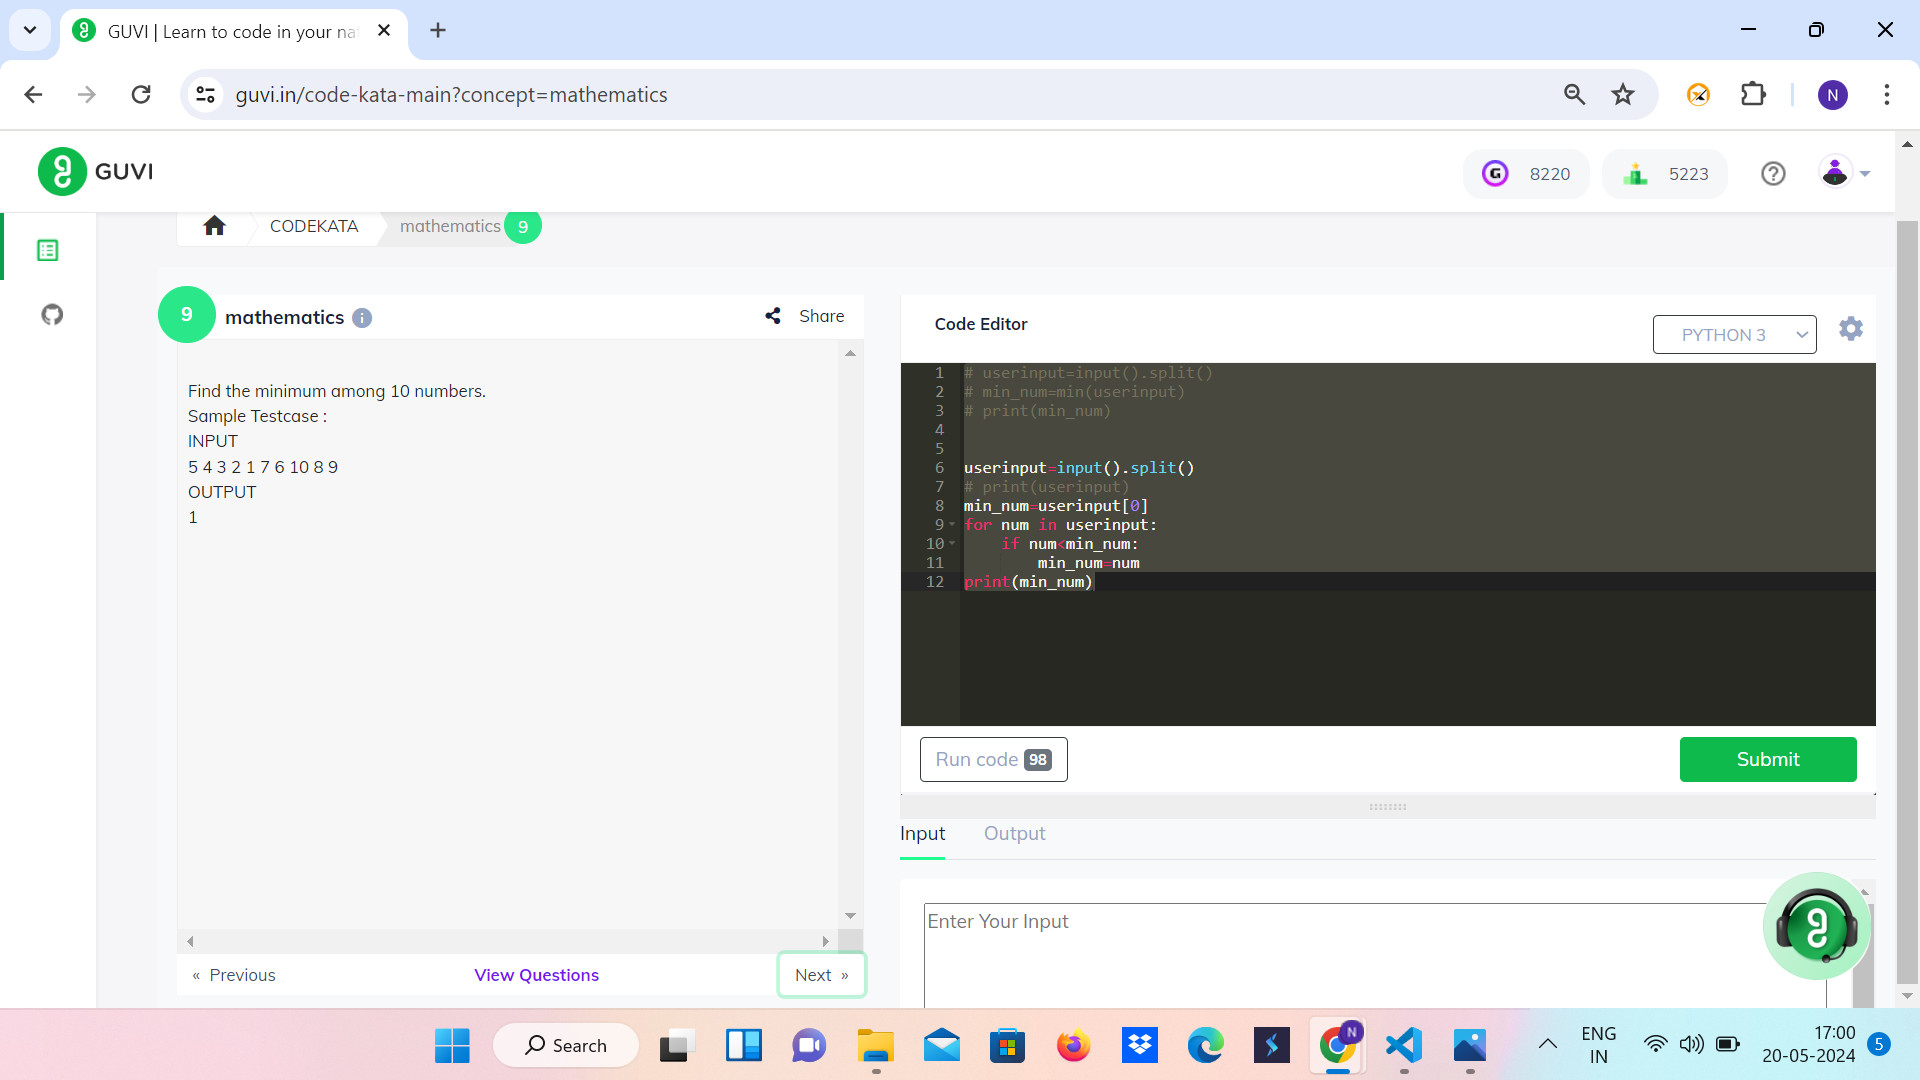 GUVI | Learn to code in your na
guvi.in/code-kata-main?concept=mathematics
N
GUVI
G 8220
5223
CODEKATA
mathematics 9
9 mathematics
Share
Find the minimum among 10 numbers.
Sample Testcase :
INPUT
5 4 3 2 1 7 6 10 8 9
OUTPUT
1
« Previous
View Questions
Next »
Code Editor
PYTHON 3
1 # userinput=input().split()
2 # min_num=min(userinput)
3 # print(min_num)
4
5
6 userinput=input().split()
7 # print(userinput)
8 min_num=userinput[0]
9 for num in userinput:
10 if num<min_num:
11 min_num=num
12 print(min_num)
Run code 98
Submit
Input
Output
Enter Your Input
Search
N
ENG
IN
17:00
20-05-2024
5